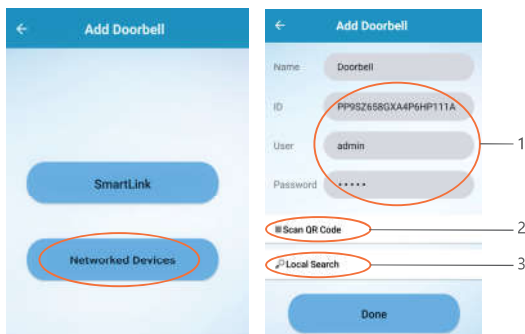 Add Doorbell
SmartLink
Networked Devices
Add Doorbell
Name Doorbell
ID PP9SZ658GXA4P6HP111A
User admin
Password •••••
Scan QR Code
Local Search
Done
1
2
3